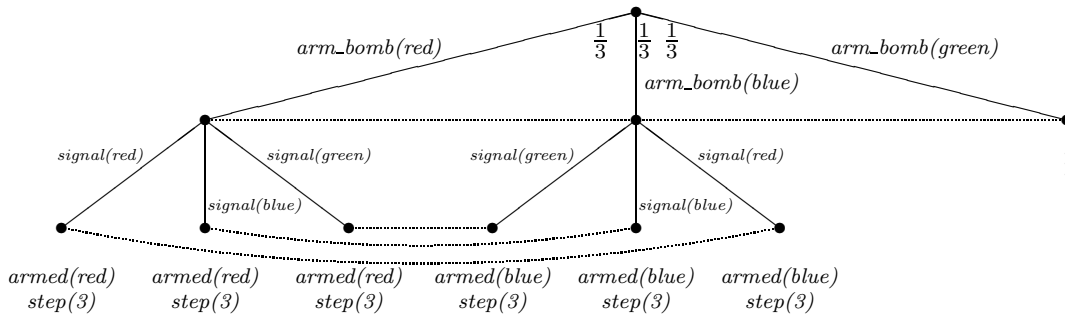 arm_bomb(red)
1/3 1/3 1/3
arm_bomb(green)
arm_bomb(blue)
signal(red) signal(green) signal(green) signal(red)
signal(blue) signal(blue)
armed(red) armed(red) armed(red) armed(blue) armed(blue) armed(blue)
step(3) step(3) step(3) step(3) step(3) step(3)